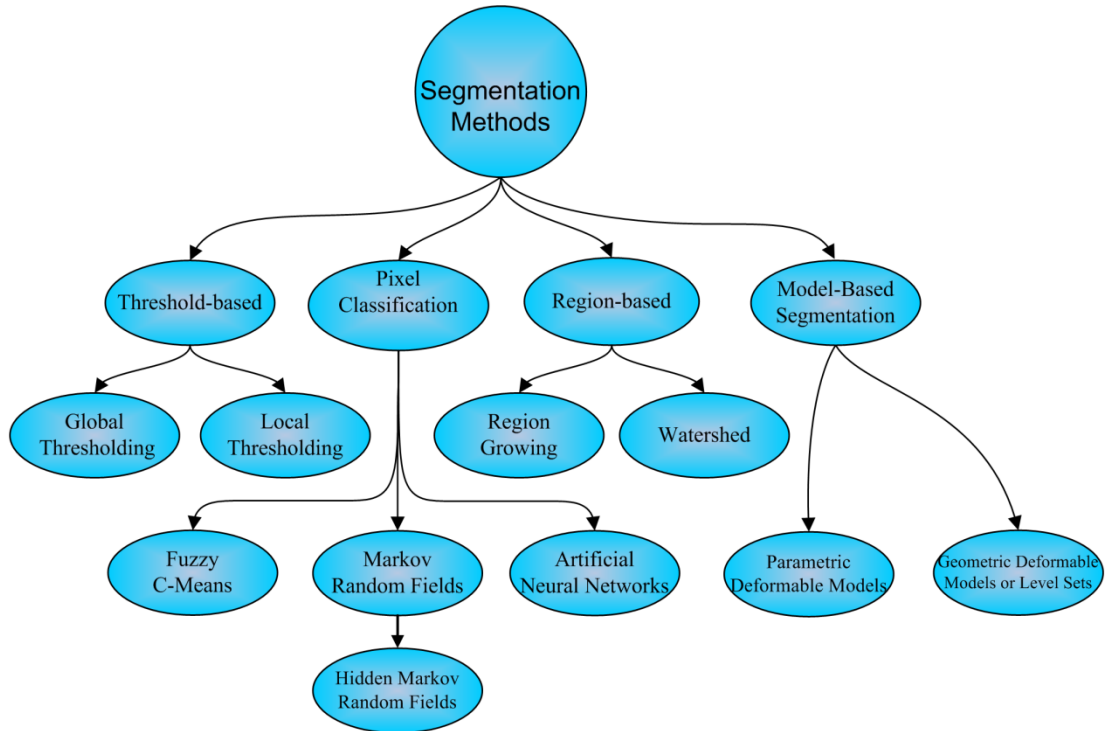 Segmentation
Methods
Threshold-based
Pixel
Classification
Region-based
Model-Based
Segmentation
Global
Thresholding
Local
Thresholding
Region
Growing
Watershed
Fuzzy
C-Means
Markov
Random Fields
Artificial
Neural Networks
Parametric
Deformable Models
Geometric Deformable
Models or Level Sets
Hidden Markov
Random Fields